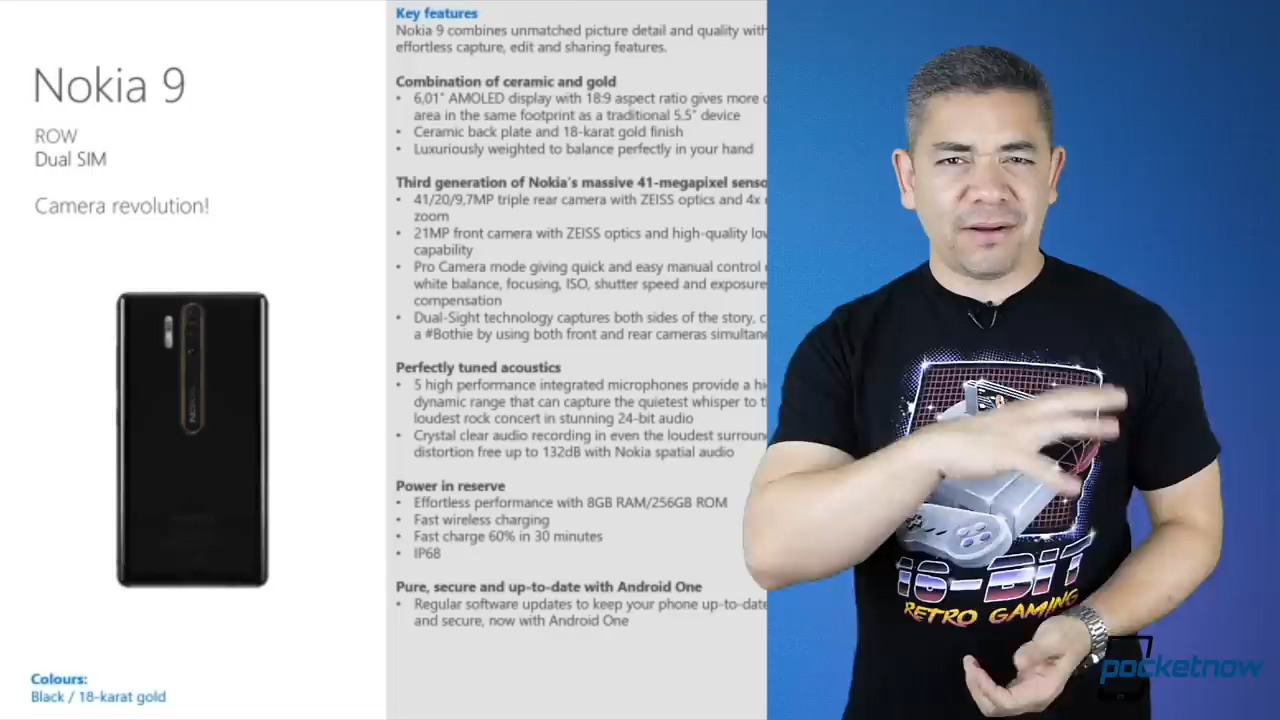 Nokia 9
ROW
Dual SIM
Camera revolution!
NOKIA
Colours:
Black / 18-karat gold
Key features
Nokia 9 combines unmatched picture detail and quality with
effortless capture, edit and sharing features.
Combination of ceramic and gold
• 6,01" AMOLED display with 18:9 aspect ratio gives more
area in the same footprint as a traditional 5.5" device
• Ceramic back plate and 18-karat gold finish
• Luxuriously weighted to balance perfectly in your hand
Third generation of Nokia's massive 41-megapixel senso
• 41/20/9,7MP triple rear camera with ZEISS optics and 4x
zoom
• 21MP front camera with ZEISS optics and high-quality low
capability
• Pro Camera mode giving quick and easy manual control
white balance, focusing, ISO, shutter speed and exposure
compensation
• Dual-Sight technology captures both sides of the story, c
a #Bothie by using both front and rear cameras simultane
Perfectly tuned acoustics
• 5 high performance integrated microphones provide a hi
dynamic range that can capture the quietest whisper to t
loudest rock concert in stunning 24-bit audio
• Crystal clear audio recording in even the loudest surroun
distortion free up to 132dB with Nokia spatial audio
Power in reserve
• Effortless performance with 8GB RAM/256GB ROM
• Fast wireless charging
• Fast charge 60% in 30 minutes
• IP68
Pure, secure and up-to-date with Android One
• Regular software updates to keep your phone up-to-date
and secure, now with Android One
16-BIT
RETRO GAMING
pocketnow